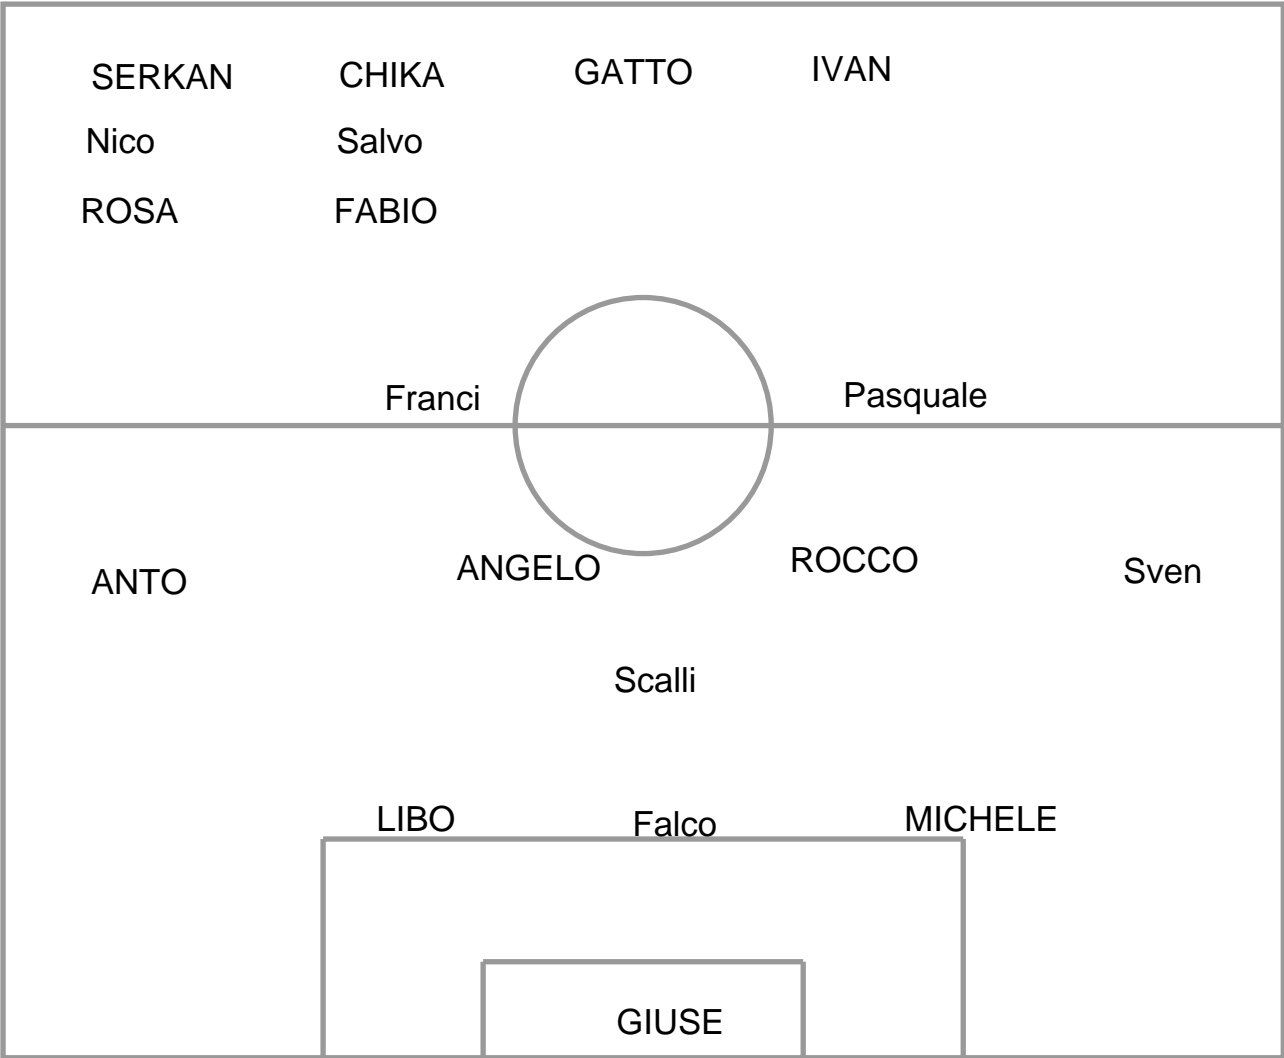 SERKAN CHIKA GATTO IVAN
Nico Salvo
ROSA FABIO
Franci Pasquale
ANTO ANGELO ROCCO Sven
Scalli
LIBO Falco MICHELE
GIUSE